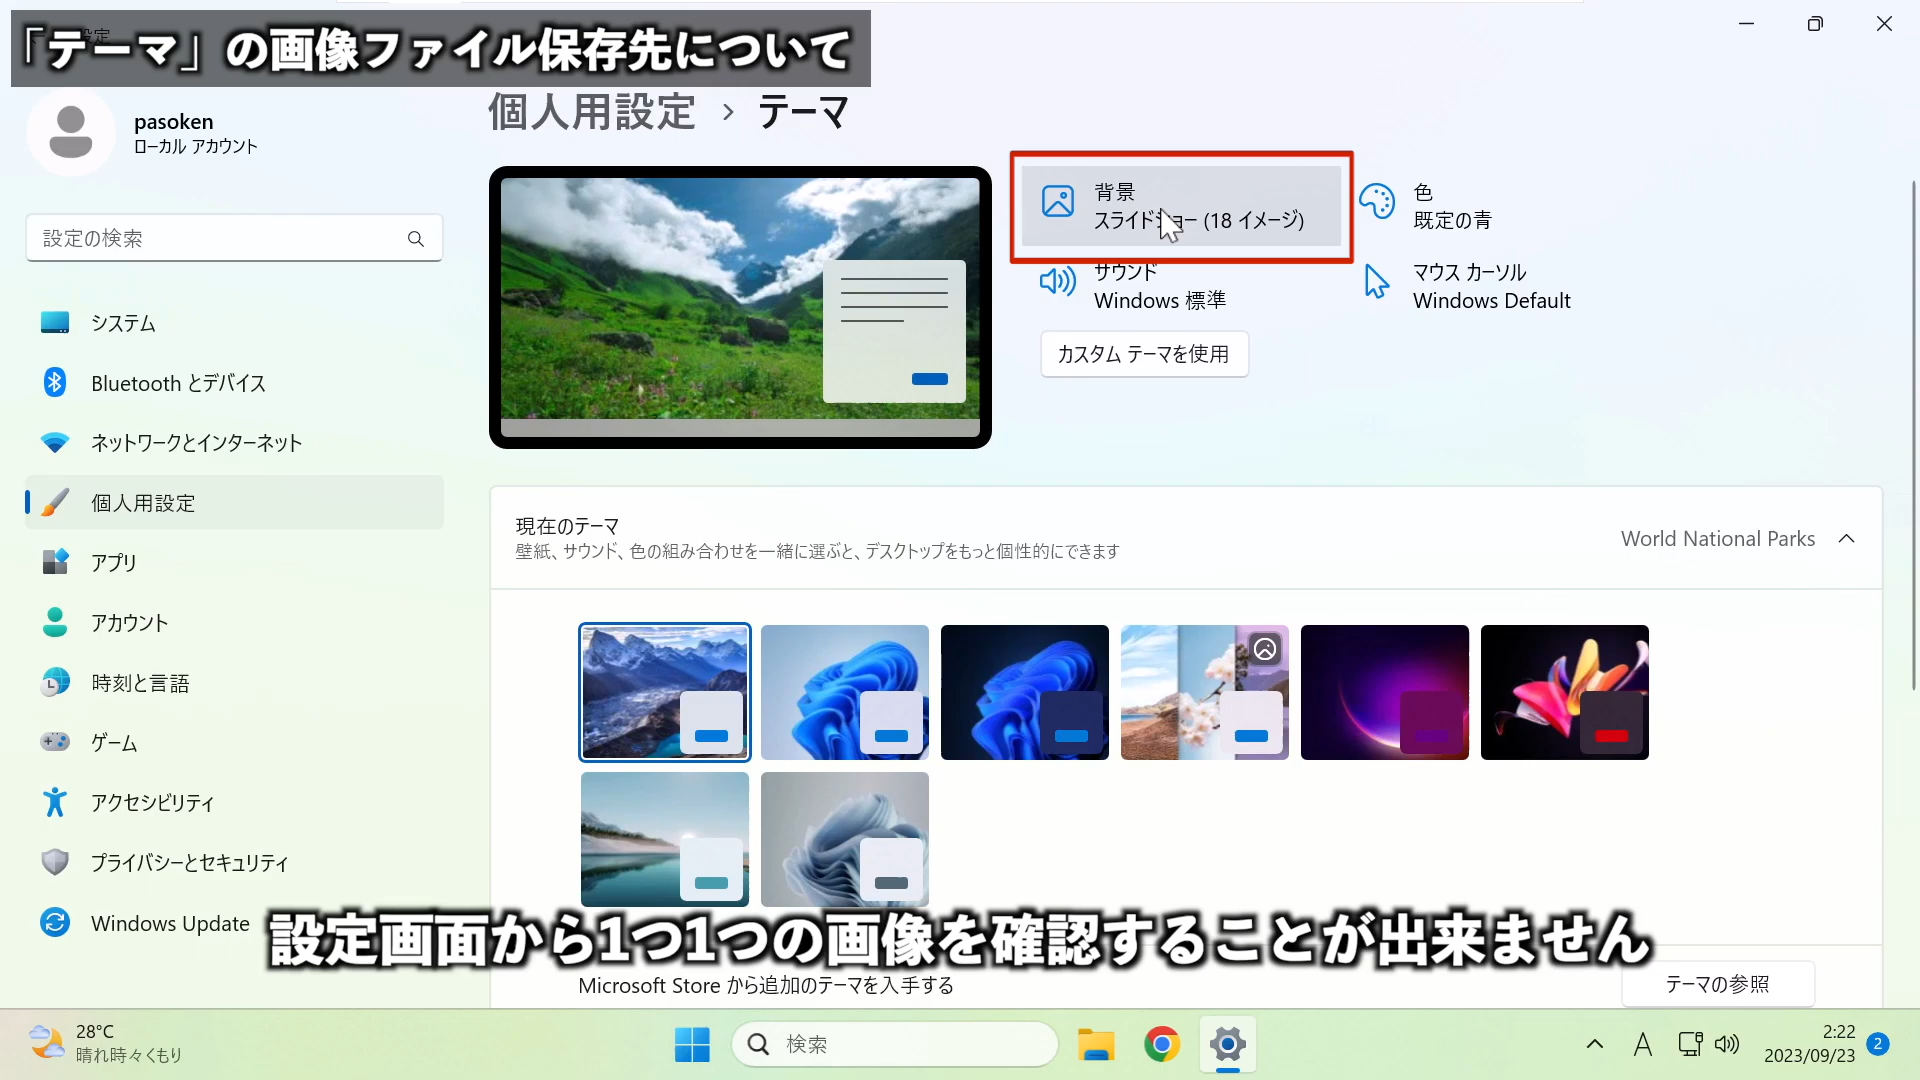 「テーマ」の画像ファイル保存先について
個人用設定 › テーマ
pasoken
ローカル アカウント
設定の検索
システム
Bluetooth とデバイス
ネットワークとインターネット
個人用設定
アプリ
アカウント
時刻と言語
ゲーム
アクセシビリティ
プライバシーとセキュリティ
Windows Update
背景
スライドショー (18 イメージ)
色
既定の青
サウンド
Windows 標準
マウス カーソル
Windows Default
カスタム テーマを使用
現在のテーマ
壁紙、サウンド、色の組み合わせを一緒に選ぶと、デスクトップをもっと個性的にできます
World National Parks
設定画面から1つ1つの画像を確認することが出来ません
Microsoft Store から追加のテーマを入手する
テーマの参照
28°C
晴れ時々くもり
検索
A
2:22
2023/09/23
2